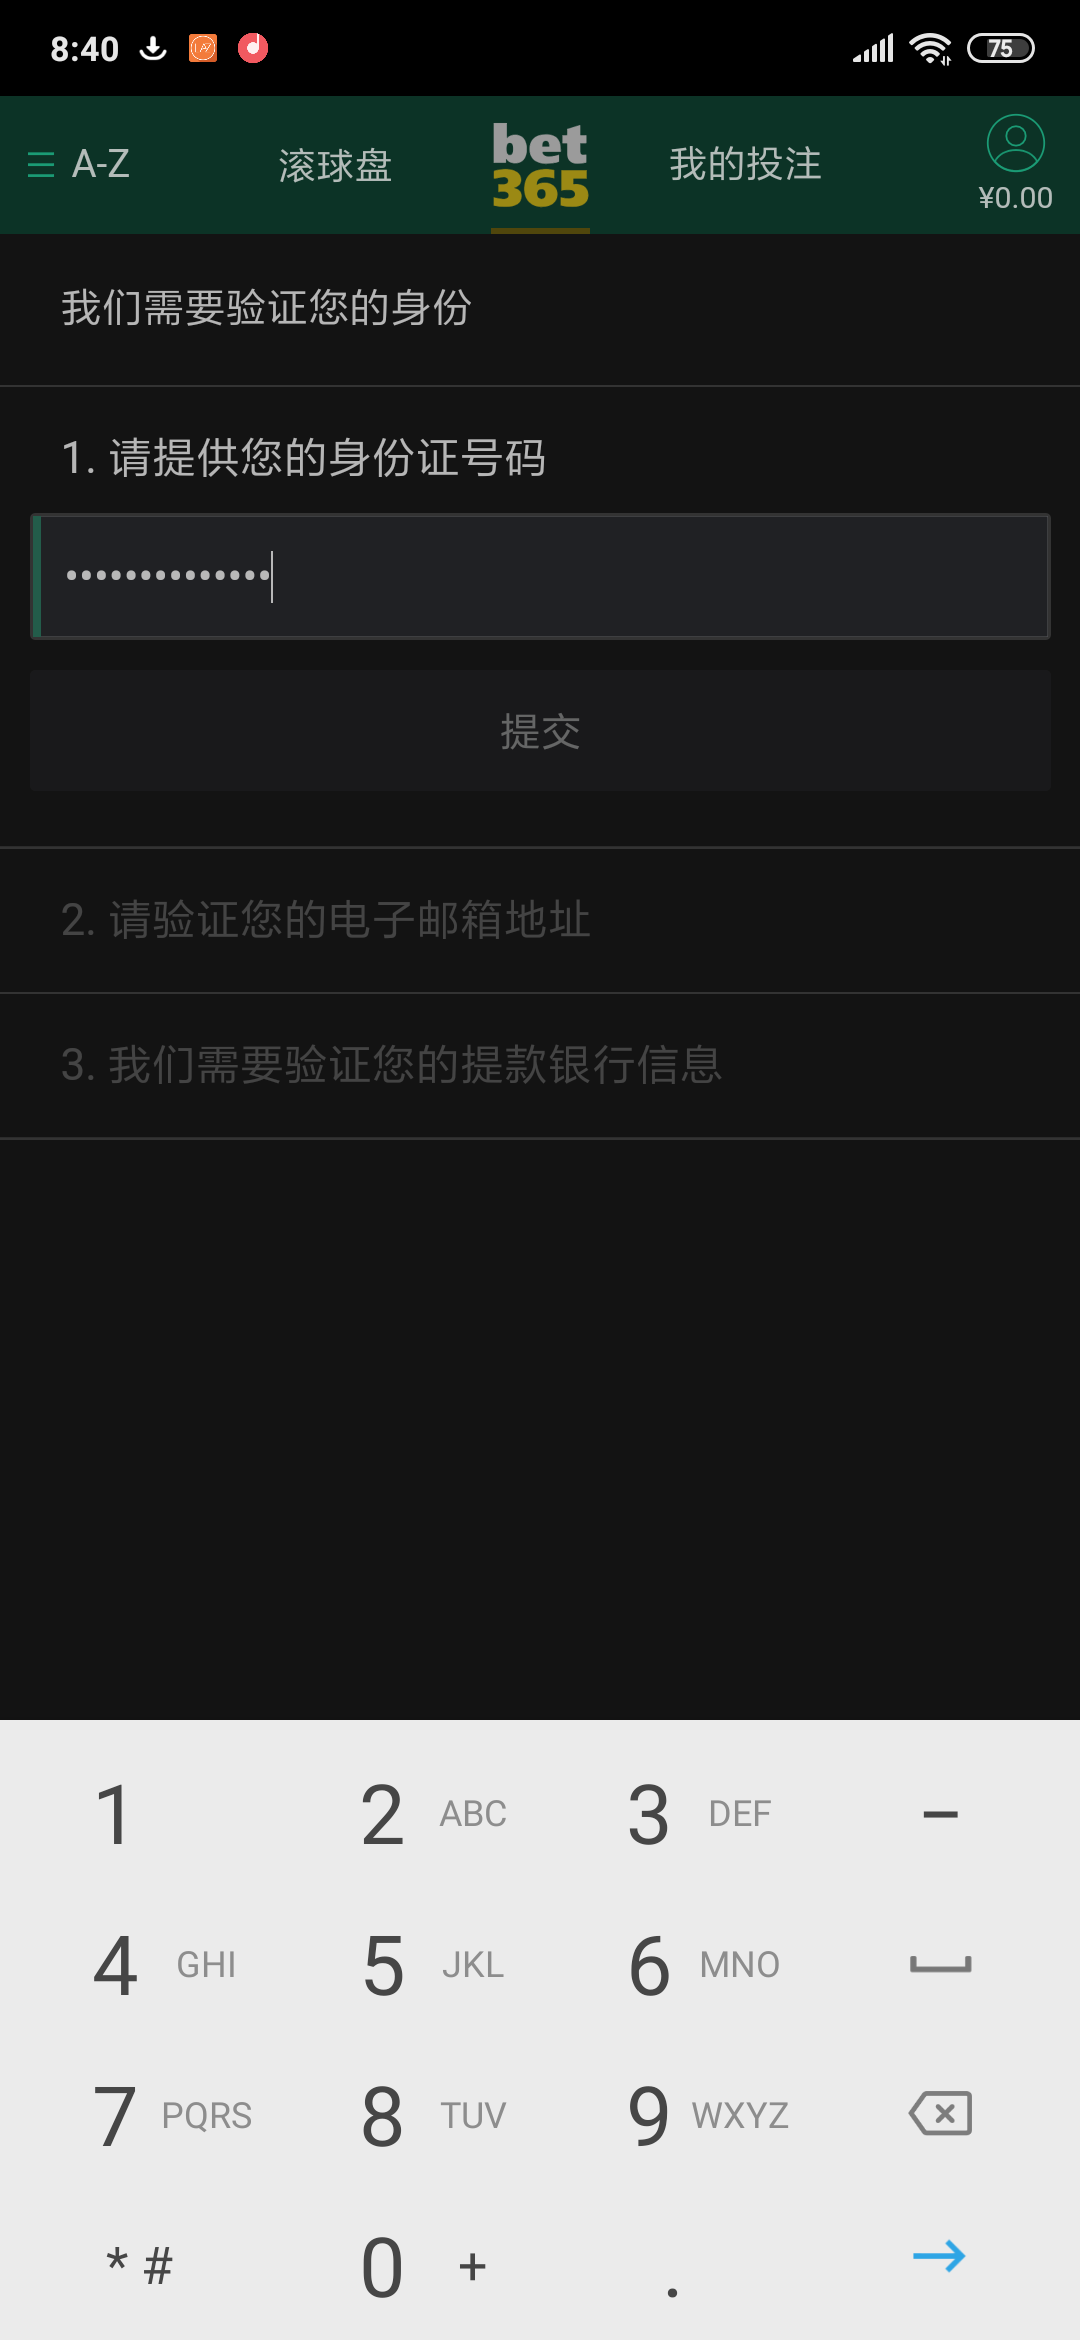 8:40
75
A-Z
滚球盘
bet
365
我的投注
¥0.00
我们需要验证您的身份
1. 请提供您的身份证号码
••••••••••••••
提交
2. 请验证您的电子邮箱地址
3. 我们需要验证您的提款银行信息
1
2 ABC
3 DEF
–
4 GHI
5 JKL
6 MNO
7 PQRS
8 TUV
9 WXYZ
* #
0 +
.